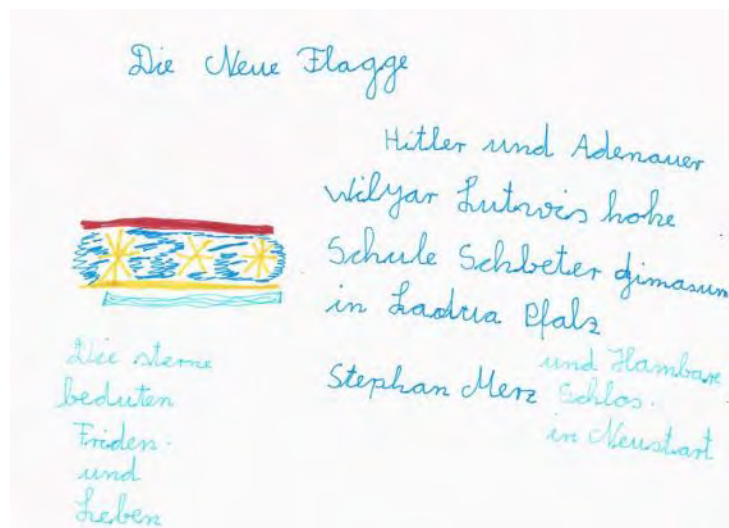 Die Neue Flagge
Hitler und Adenauer
Wilyar Lutwis hohe
Schule Schbeter gimasum
in Ladua Pfalz
Stephan Merz
und Hambare
Schlos.
in Neustart
Die sterne
beduten
Friden.
und
Leben